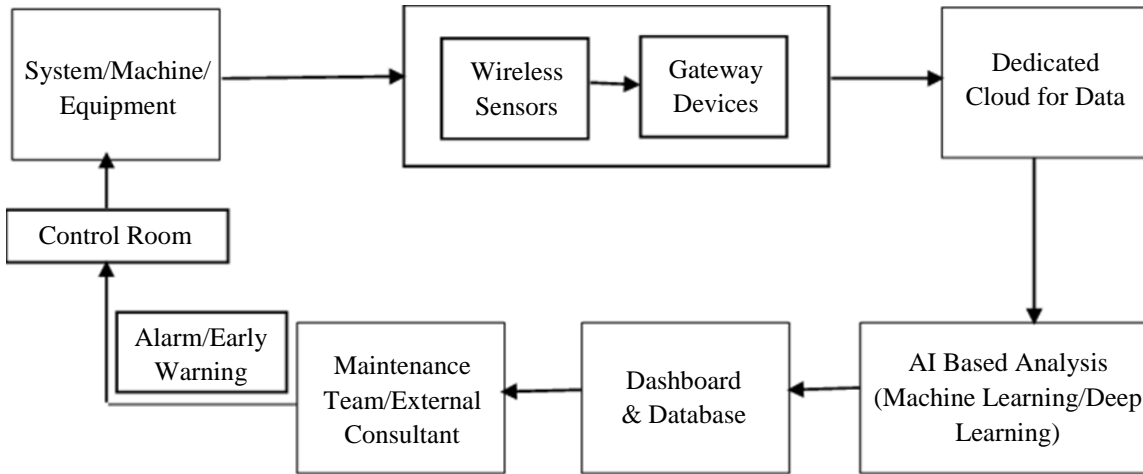 System/Machine/
Equipment
Wireless
Sensors
Gateway
Devices
Dedicated
Cloud for Data
Control Room
Alarm/Early
Warning
Maintenance
Team/External
Consultant
Dashboard
& Database
AI Based Analysis
(Machine Learning/Deep
Learning)